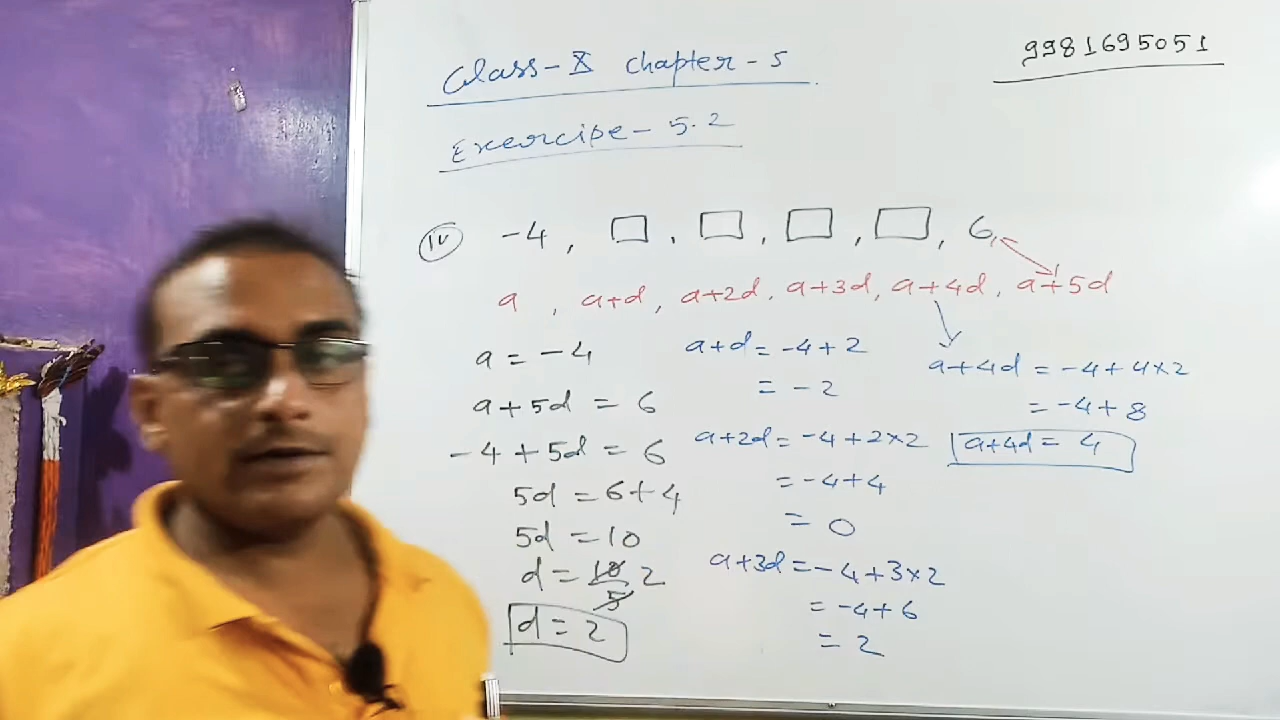 Class-X chapter-5
9981695051
Exercise-5.2
(iv) -4, □, □, □, □, 6,
a, a+d, a+2d, a+3d, a+4d, a+5d
a = -4
a+5d = 6
-4+5d = 6
5d = 6+4
5d = 10
d = 10/5 2
d = 2
a+d = -4+2
= -2
a+2d = -4+2×2
= -4+4
= 0
a+3d = -4+3×2
= -4+6
= 2
a+4d = -4+4×2
= -4+8
a+4d = 4